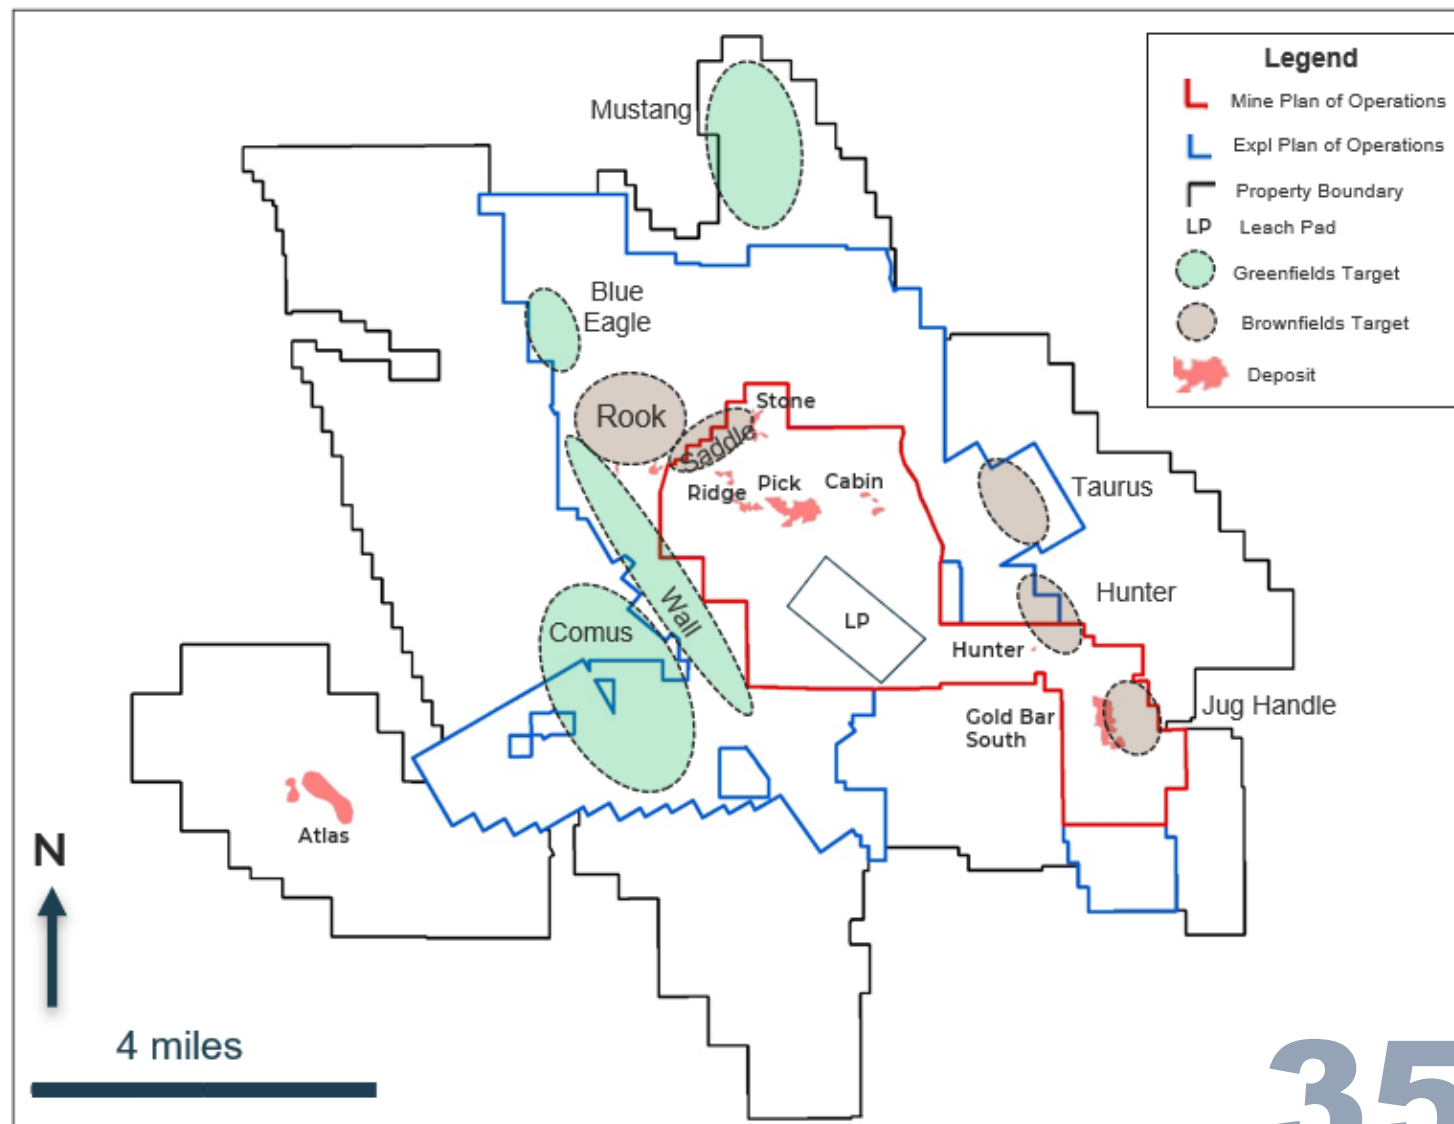 Legend
Mine Plan of Operations
Expl Plan of Operations
Property Boundary
LP Leach Pad
Greenfields Target
Brownfields Target
Deposit
Mustang
Blue
Eagle
Rook
Saddle
Stone
Ridge
Pick
Cabin
Taurus
Wall
Comus
LP
Hunter
Hunter
Gold Bar
South
Jug Handle
Atlas
N
4 miles
35